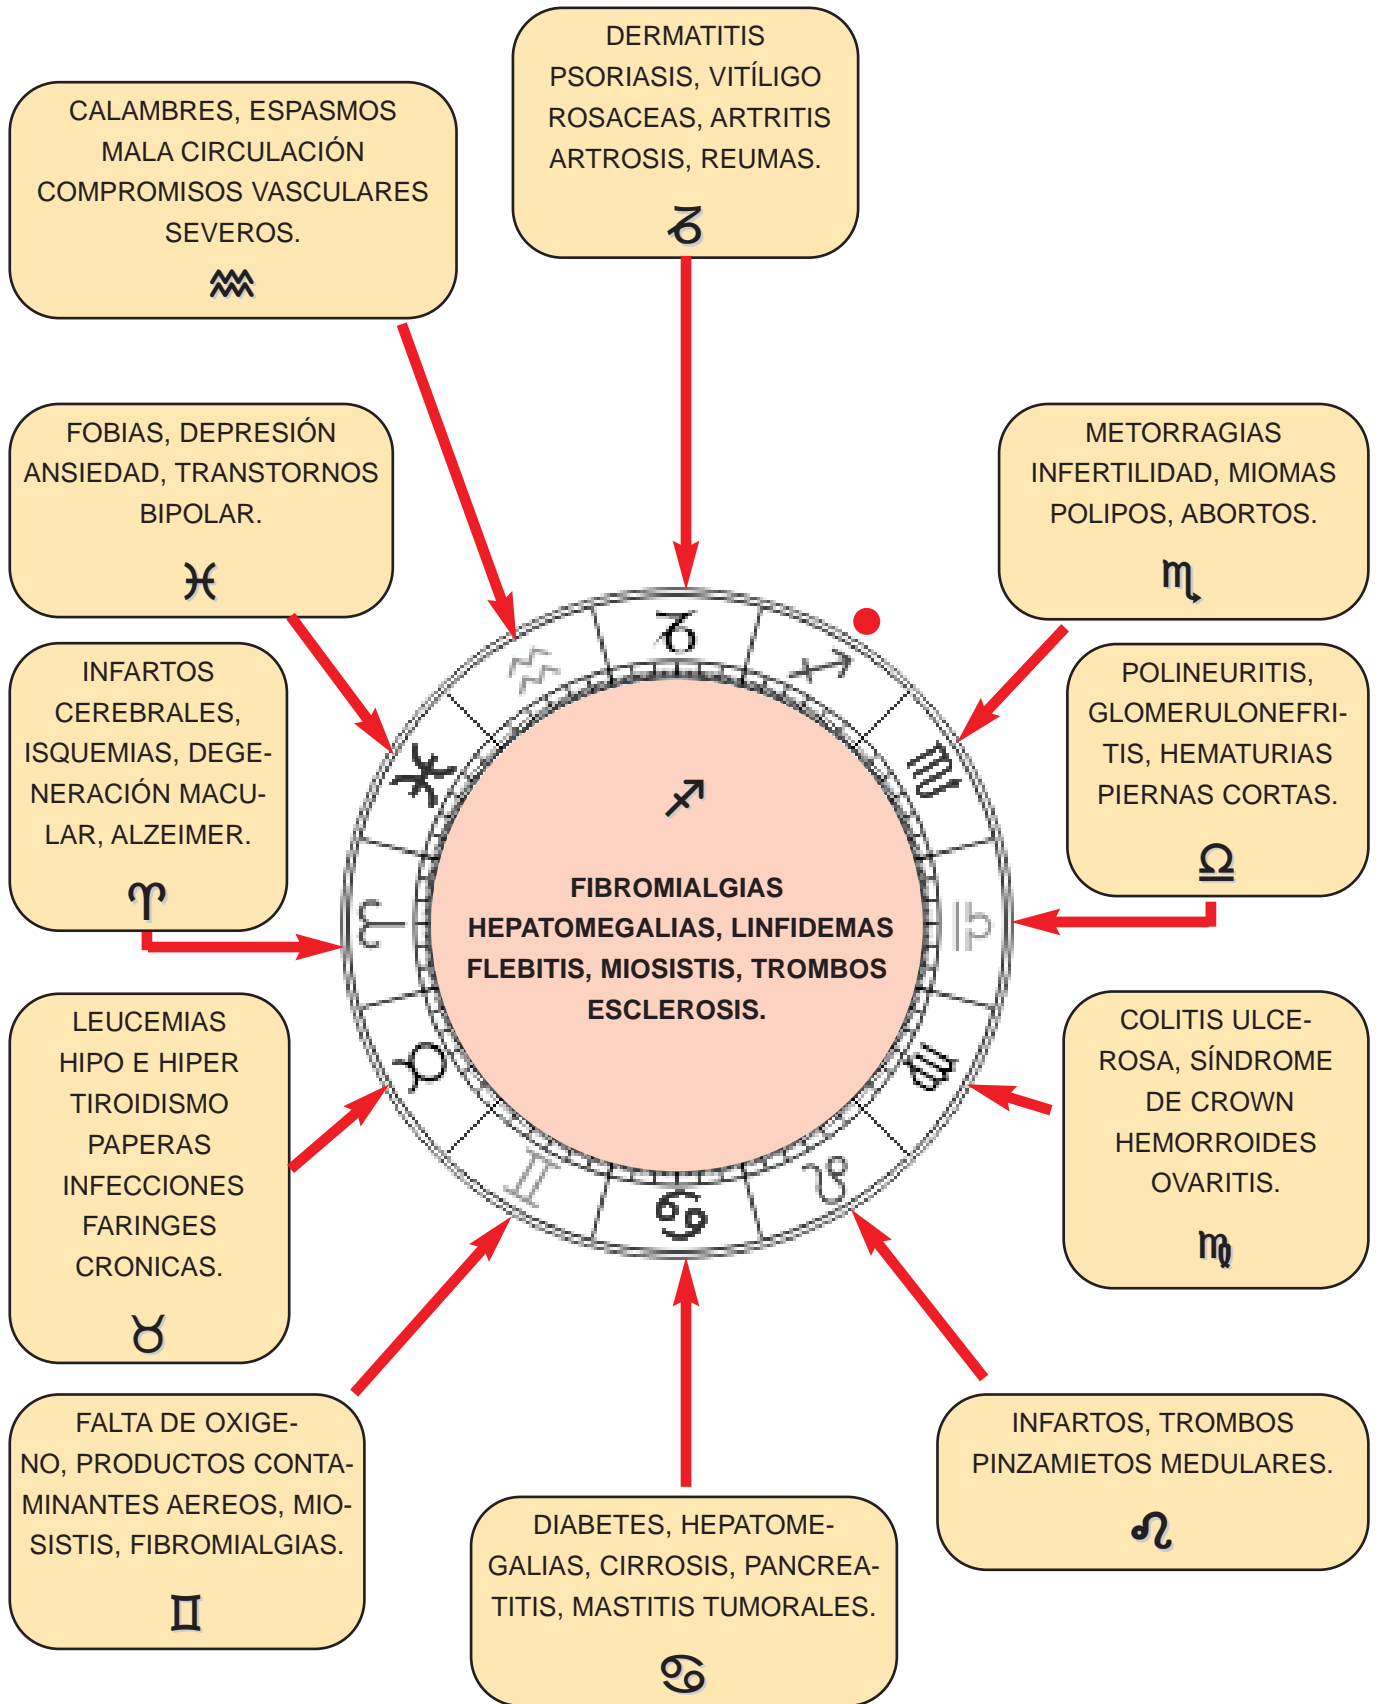 DERMATITIS
PSORIASIS, VITÍLIGO
ROSACEAS, ARTRITIS
ARTROSIS, REUMAS.
♑
CALAMBRES, ESPASMOS
MALA CIRCULACIÓN
COMPROMISOS VASCULARES
SEVEROS.
♒
FOBIAS, DEPRESIÓN
ANSIEDAD, TRANSTORNOS
BIPOLAR.
♓
METORRAGIAS
INFERTILIDAD, MIOMAS
POLIPOS, ABORTOS.
♏
INFARTOS
CEREBRALES,
ISQUEMIAS, DEGE-
NERACIÓN MACU-
LAR, ALZEIMER.
♈
POLINEURITIS,
GLOMERULONEFRI-
TIS, HEMATURIAS
PIERNAS CORTAS.
♎
♐
FIBROMIALGIAS
HEPATOMEGALIAS, LINFIDEMAS
FLEBITIS, MIOSISTIS, TROMBOS
ESCLEROSIS.
LEUCEMIAS
HIPO E HIPER
TIROIDISMO
PAPERAS
INFECCIONES
FARINGES
CRONICAS.
♉
COLITIS ULCE-
ROSA, SÍNDROME
DE CROWN
HEMORROIDES
OVARITIS.
♍
FALTA DE OXIGE-
NO, PRODUCTOS CONTA-
MINANTES AEREOS, MIO-
SISTIS, FIBROMIALGIAS.
♊
DIABETES, HEPATOME-
GALIAS, CIRROSIS, PANCREA-
TITIS, MASTITIS TUMORALES.
♋
INFARTOS, TROMBOS
PINZAMIETOS MEDULARES.
♌